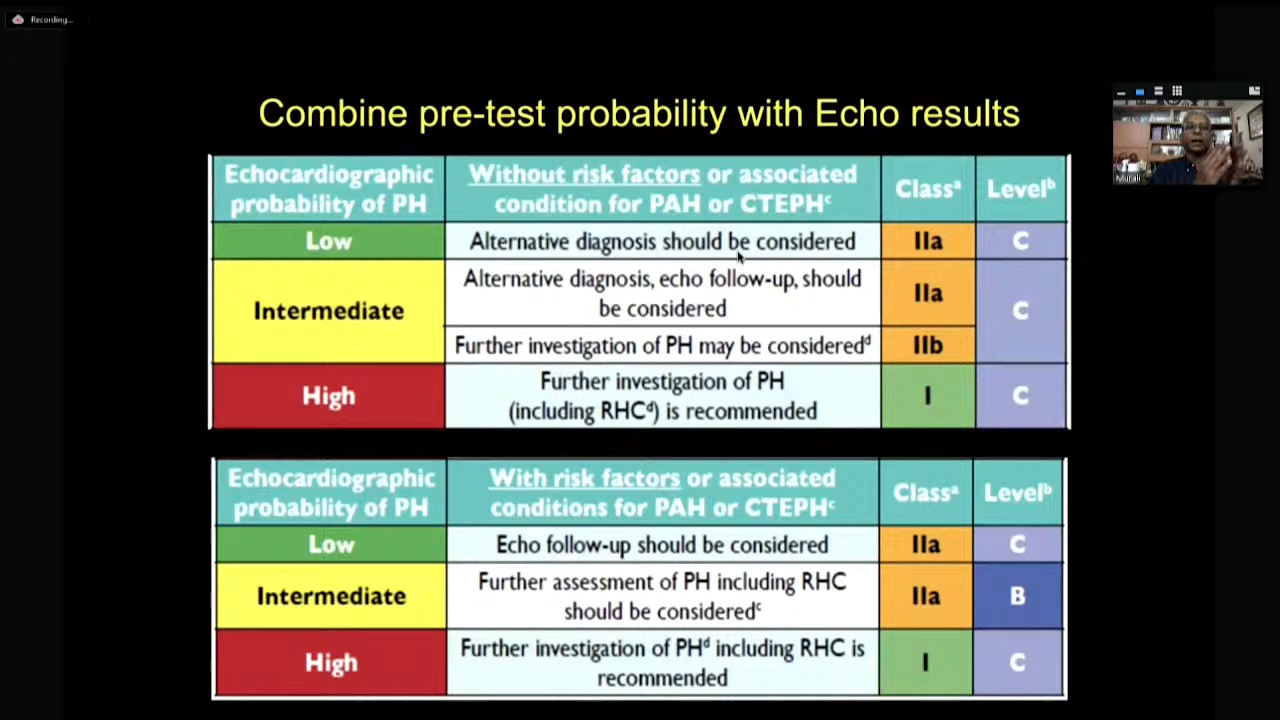 Recording...
Combine pre-test probability with Echo results
Murali
Echocardiographic
probability of PH
Without risk factors or associated
condition for PAH or CTEPHᶜ
Classᵃ
Levelᵇ
Low
Alternative diagnosis should be considered
IIa
C
Intermediate
Alternative diagnosis, echo follow-up, should
be considered
IIa
C
Further investigation of PH may be consideredᵈ
IIb
High
Further investigation of PH
(including RHCᵈ) is recommended
I
C
Echocardiographic
probability of PH
With risk factors or associated
conditions for PAH or CTEPHᶜ
Classᵃ
Levelᵇ
Low
Echo follow-up should be considered
IIa
C
Intermediate
Further assessment of PH including RHC
should be consideredᶜ
IIa
B
High
Further investigation of PHᵈ including RHC is
recommended
I
C